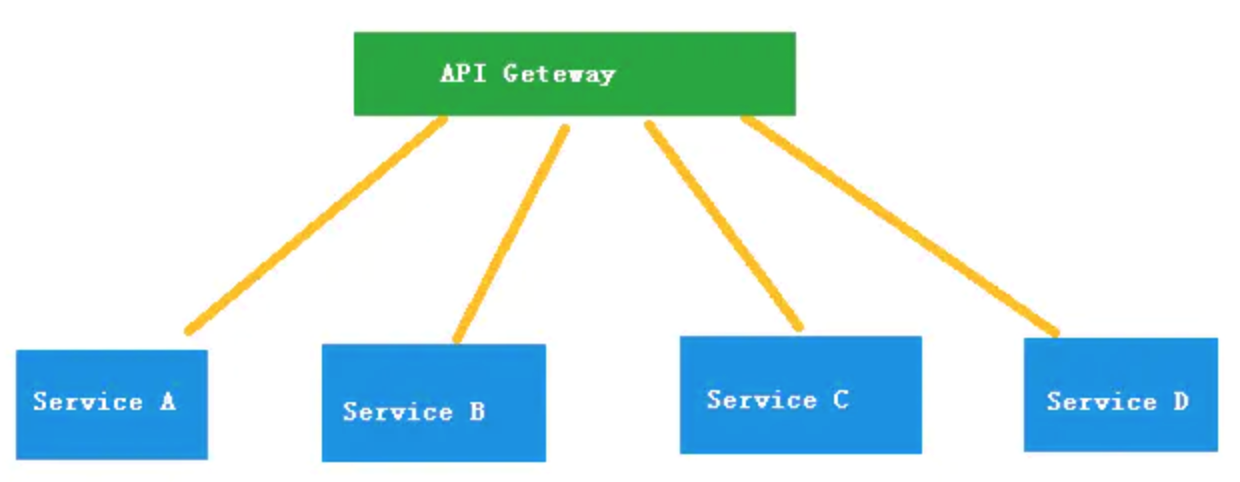 API Geteway
Service A
Service B
Service C
Service D